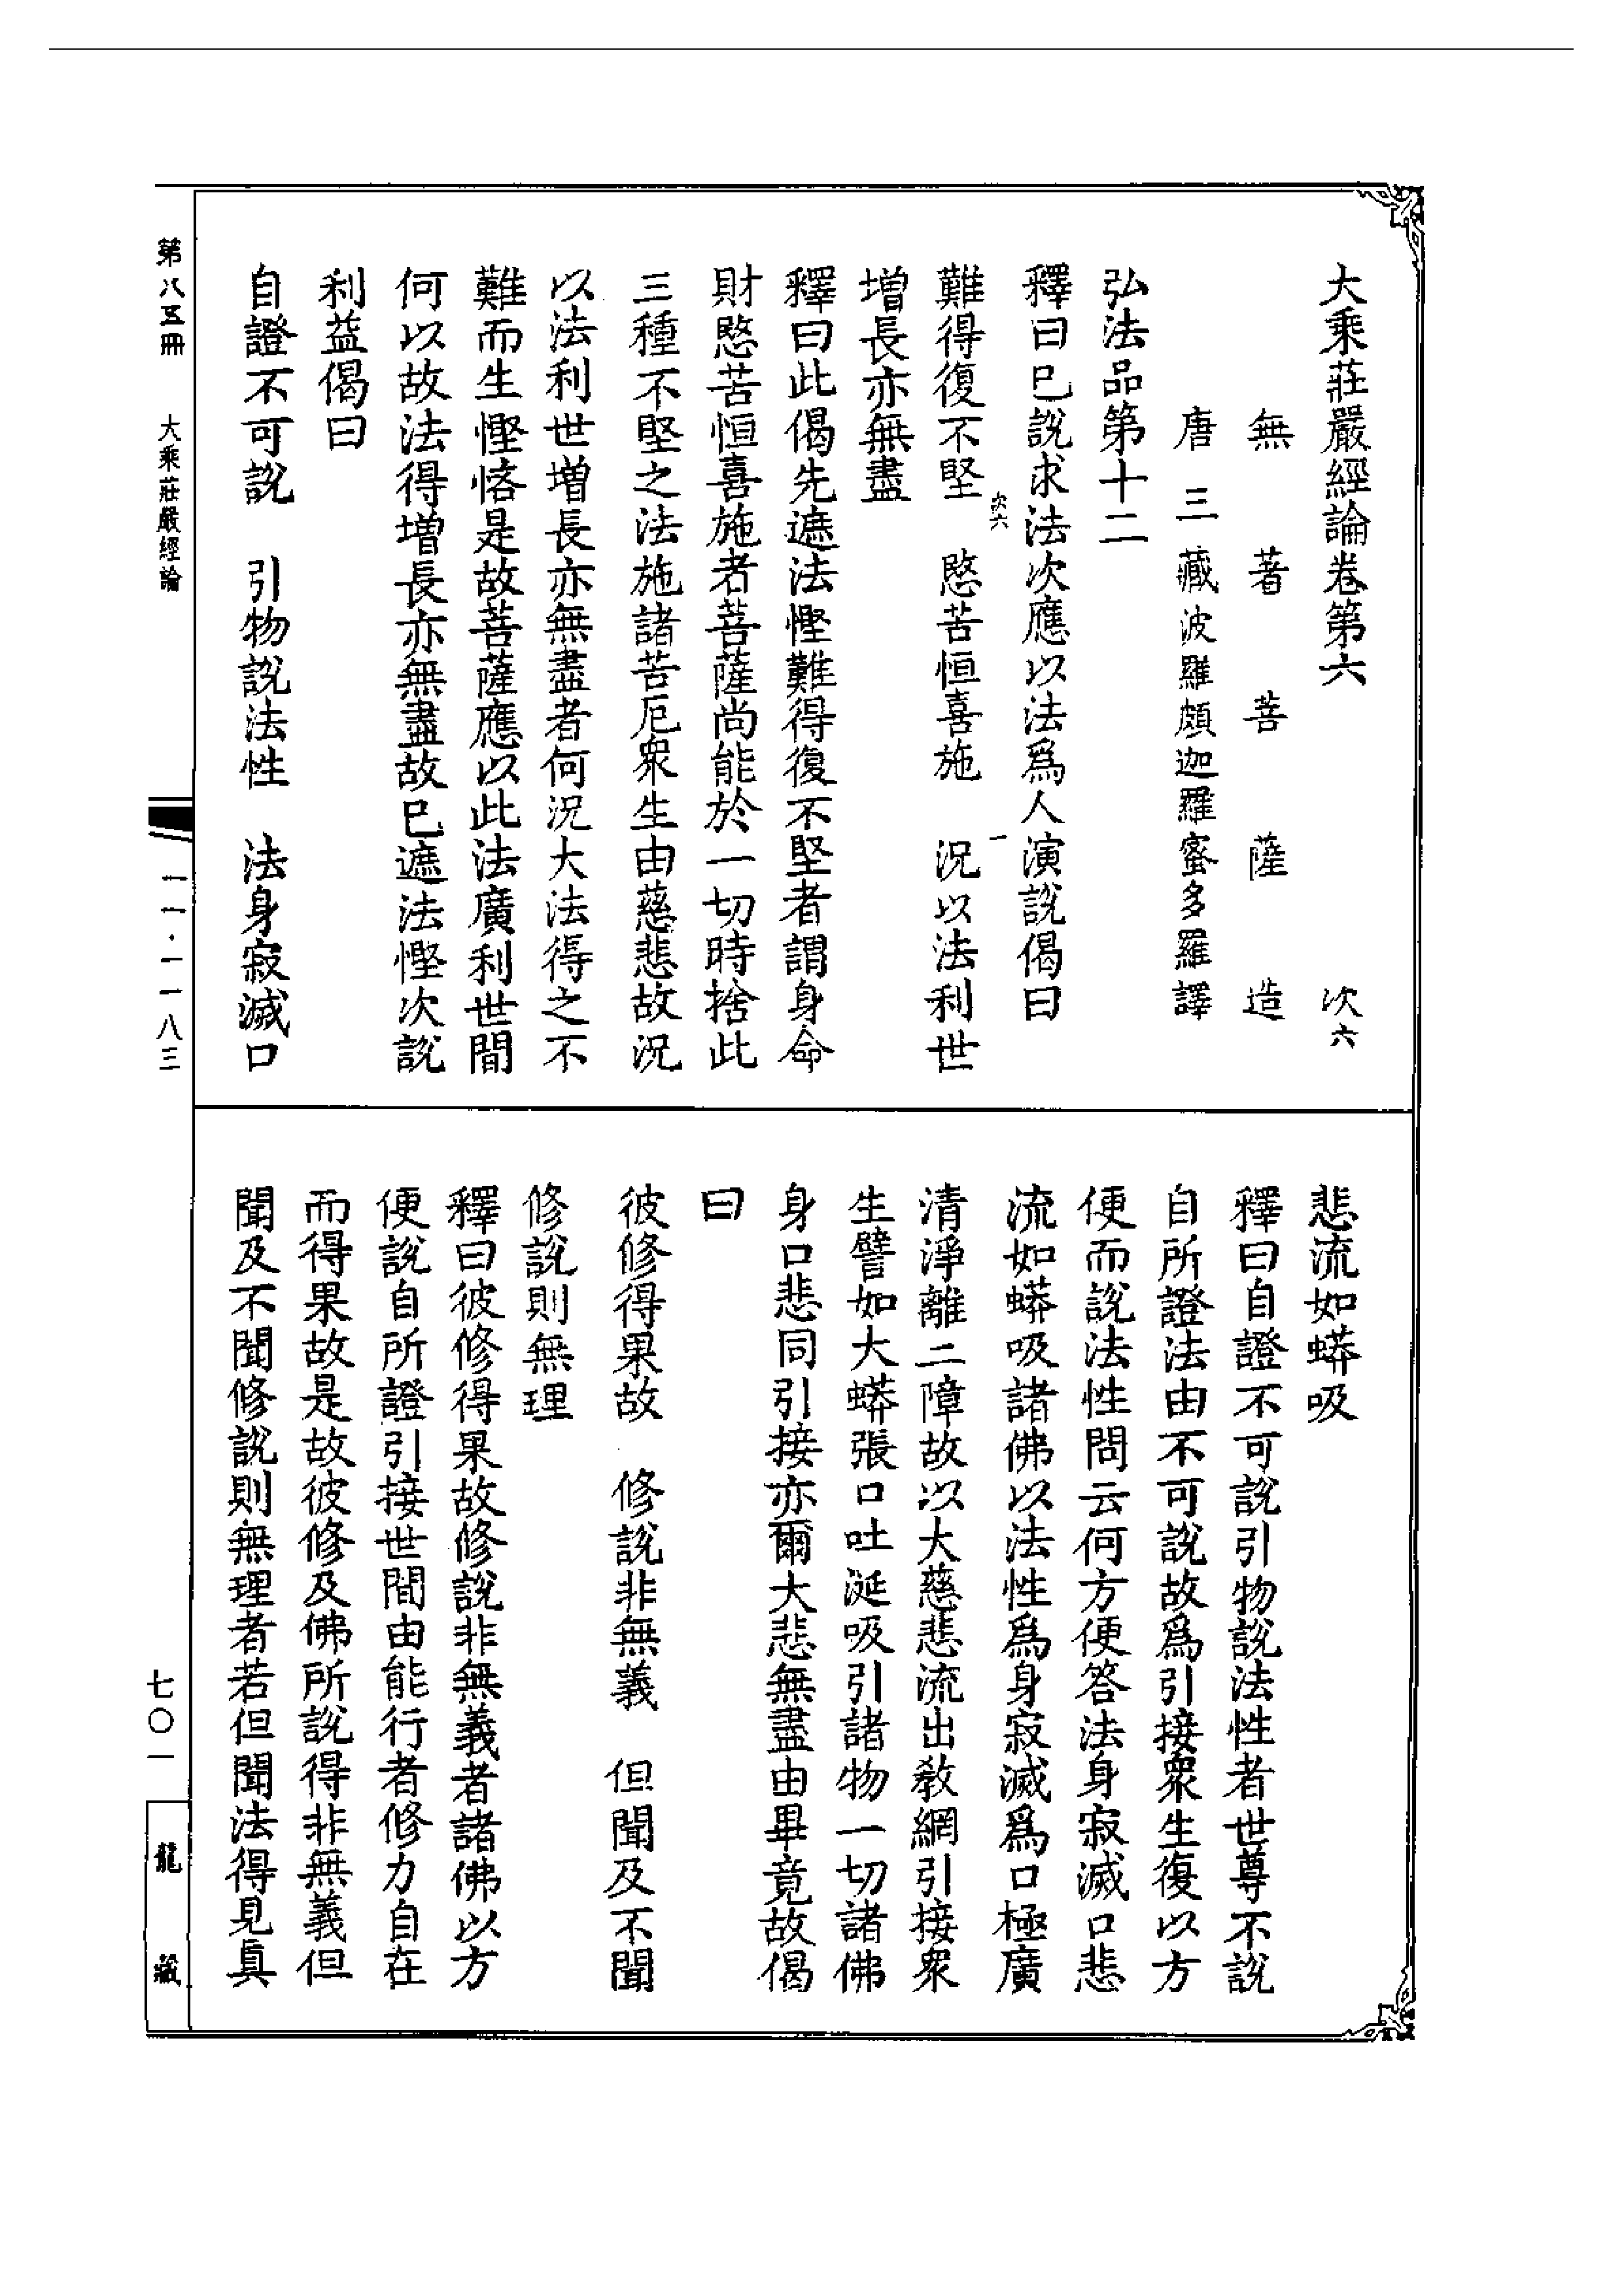 大乘莊嚴經論卷第六　次六
無著菩薩造
唐三藏波羅頗迦羅蜜多羅譯
弘法品第十二
釋曰已說求法次應以法爲人演說偈曰
次六　一
難得復不堅　愍苦恒喜施　況以法利世
增長亦無盡
釋曰此偈先遮法慳難得復不堅者謂身命
財愍苦恒喜施者菩薩尚能於一切時捨此
三種不堅之法施諸苦厄衆生由慈悲故況
以法利世增長亦無盡者何況大法得之不
難而生慳悋是故菩薩應以此法廣利世間
何以故法得增長亦無盡故已遮法慳次說
利益偈曰
自證不可說　引物說法性　法身寂滅口
悲流如蟒吸
釋曰自證不可說引物說法性者世尊不說
自所證法由不可說故爲引接衆生復以方
便而說法性問云何方便答法身寂滅口悲
流如蟒吸諸佛以法性爲身寂滅爲口極廣
清淨離二障故以大慈悲流出教網引接衆
生譬如大蟒張口吐涎吸引諸物一切諸佛
身口悲同引接亦爾大悲無盡由畢竟故偈
曰
彼修得果故　修說非無義　但聞及不聞
修說則無理
釋曰彼修得果故修說非無義者諸佛以方
便說自所證引接世間由能行者修力自在
而得果故是故彼修及佛所說得非無義但
聞及不聞修說則無理者若但聞法得見真
第八五冊　大乘莊嚴經論
一一·一一八三
七〇一
龍藏